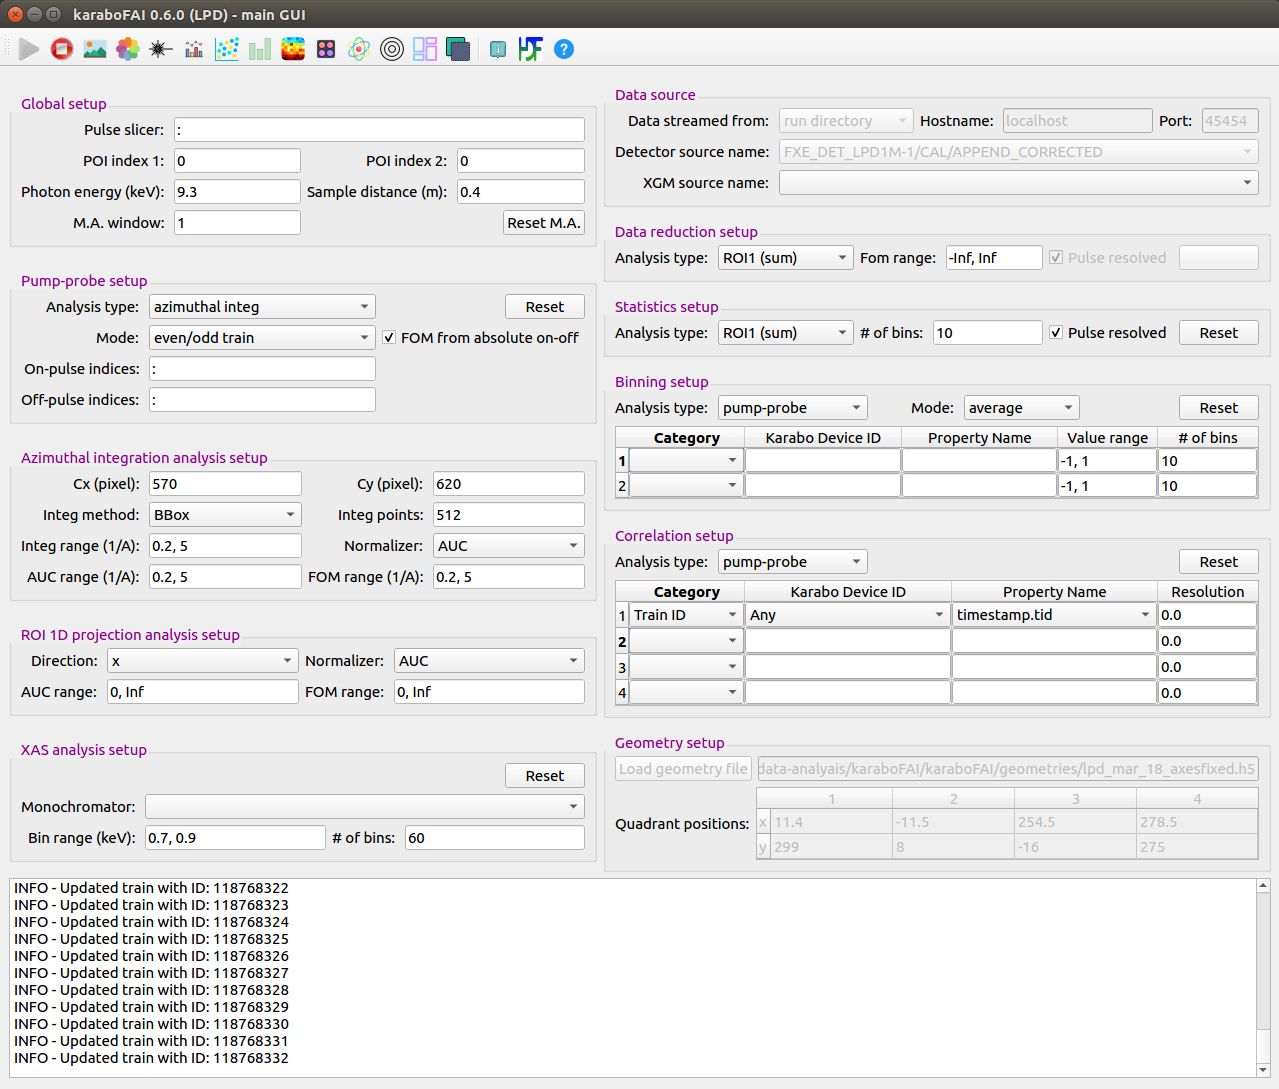 karaboFAI 0.6.0 (LPD) - main GUI
Global setup
Pulse slicer: :
POI index 1: 0 POI index 2: 0
Photon energy (keV): 9.3 Sample distance (m): 0.4
M.A. window: 1 Reset M.A.
Pump-probe setup
Analysis type: azimuthal integ Reset
Mode: even/odd train FOM from absolute on-off
On-pulse indices: :
Off-pulse indices: :
Azimuthal integration analysis setup
Cx (pixel): 570 Cy (pixel): 620
Integ method: BBox Integ points: 512
Integ range (1/A): 0.2, 5 Normalizer: AUC
AUC range (1/A): 0.2, 5 FOM range (1/A): 0.2, 5
ROI 1D projection analysis setup
Direction: x Normalizer: AUC
AUC range: 0, Inf FOM range: 0, Inf
XAS analysis setup
Reset
Monochromator:
Bin range (keV): 0.7, 0.9 # of bins: 60
Data source
Data streamed from: run directory Hostname: localhost Port: 45454
Detector source name: FXE_DET_LPD1M-1/CAL/APPEND_CORRECTED
XGM source name:
Data reduction setup
Analysis type: ROI1 (sum) Fom range: -Inf, Inf Pulse resolved
Statistics setup
Analysis type: ROI1 (sum) # of bins: 10 Pulse resolved Reset
Binning setup
Analysis type: pump-probe Mode: average Reset
Category Karabo Device ID Property Name Value range # of bins
1 -1, 1 10
2 -1, 1 10
Correlation setup
Analysis type: pump-probe Reset
Category Karabo Device ID Property Name Resolution
1 Train ID Any timestamp.tid 0.0
2 0.0
3 0.0
4 0.0
Geometry setup
Load geometry file data-analyais/karaboFAI/karaboFAI/geometries/lpd_mar_18_axesfixed.h5
1 2 3 4
Quadrant positions: x 11.4 -11.5 254.5 278.5
y 299 8 -16 275
INFO - Updated train with ID: 118768322
INFO - Updated train with ID: 118768323
INFO - Updated train with ID: 118768324
INFO - Updated train with ID: 118768325
INFO - Updated train with ID: 118768326
INFO - Updated train with ID: 118768327
INFO - Updated train with ID: 118768328
INFO - Updated train with ID: 118768329
INFO - Updated train with ID: 118768330
INFO - Updated train with ID: 118768331
INFO - Updated train with ID: 118768332